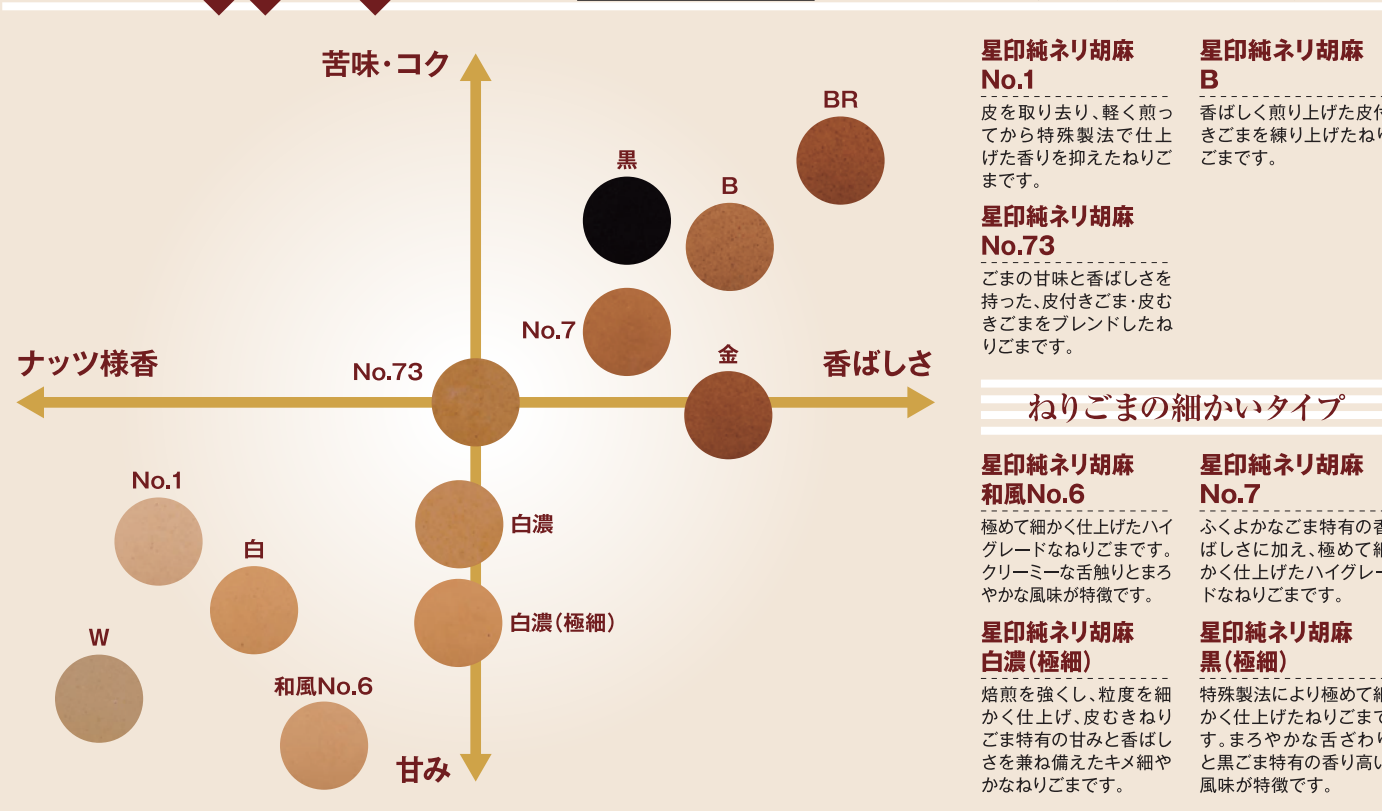 苦味・コク
BR
黒
B
No.7
ナッツ様香
No.73
金
香ばしさ
No.1
白濃
白
白濃（極細）
W
和風No.6
甘み
星印純ネリ胡麻
No.1
皮を取り去り、軽く煎っ
てから特殊製法で仕上
げた香りを抑えたねりご
まです。
星印純ネリ胡麻
B
香ばしく煎り上げた皮付
きごまを練り上げたねり
ごまです。
星印純ネリ胡麻
No.73
ごまの甘味と香ばしさを
持った、皮付きごま・皮む
きごまをブレンドしたね
りごまです。
ねりごまの細かいタイプ
星印純ネリ胡麻
和風No.6
極めて細かく仕上げたハイ
グレードなねりごまです。
クリーミーな舌触りとまろ
やかな風味が特徴です。
星印純ネリ胡麻
No.7
ふくよかなごま特有の香
ばしさに加え、極めて細
かく仕上げたハイグレー
ドなねりごまです。
星印純ネリ胡麻
白濃（極細）
焙煎を強くし、粒度を細
かく仕上げ、皮むきねり
ごま特有の甘みと香ばし
さを兼ね備えたキメ細や
かなねりごまです。
星印純ネリ胡麻
黒（極細）
特殊製法により極めて細
かく仕上げたねりごまで
す。まろやかな舌ざわり
と黒ごま特有の香り高い
風味が特徴です。